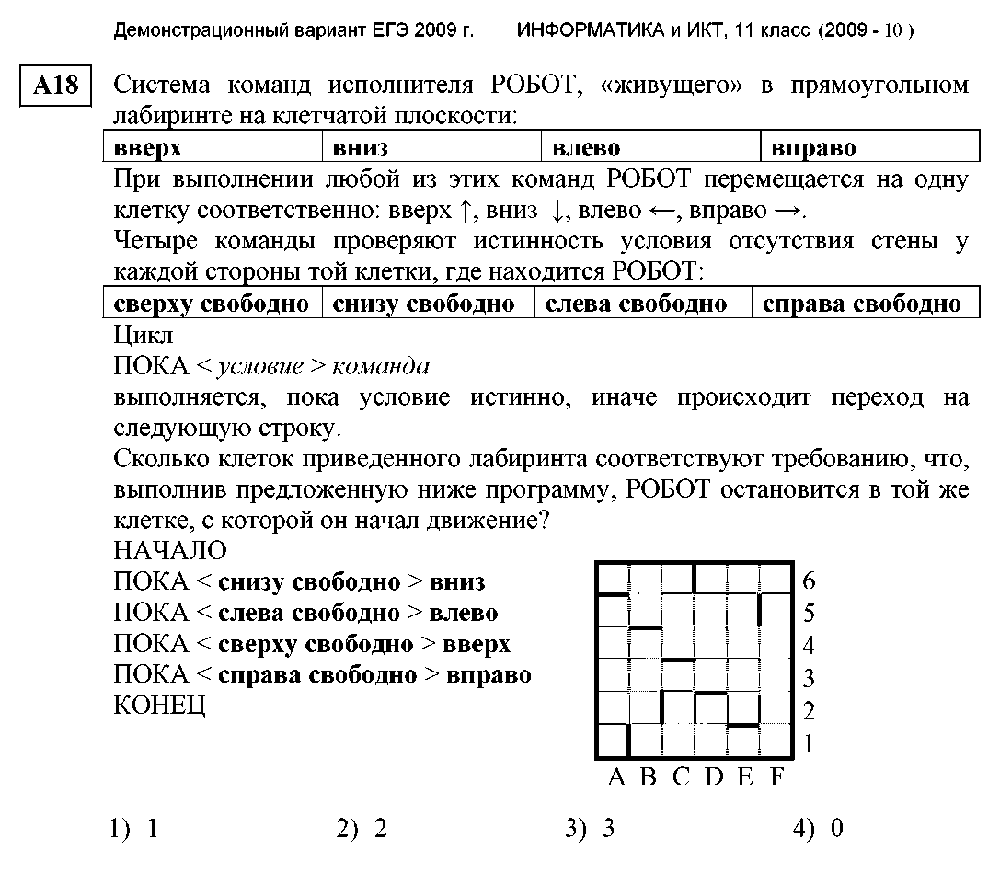 Демонстрационный вариант ЕГЭ 2009 г. ИНФОРМАТИКА и ИКТ, 11 класс (2009 - 10 )
А18 Система команд исполнителя РОБОТ, «живущего» в прямоугольном
лабиринте на клетчатой плоскости:
вверх вниз влево вправо
При выполнении любой из этих команд РОБОТ перемещается на одну
клетку соответственно: вверх ↑, вниз ↓, влево ←, вправо →.
Четыре команды проверяют истинность условия отсутствия стены у
каждой стороны той клетки, где находится РОБОТ:
сверху свободно снизу свободно слева свободно справа свободно
Цикл
ПОКА < условие > команда
выполняется, пока условие истинно, иначе происходит переход на
следующую строку.
Сколько клеток приведенного лабиринта соответствуют требованию, что,
выполнив предложенную ниже программу, РОБОТ остановится в той же
клетке, с которой он начал движение?
НАЧАЛО
ПОКА < снизу свободно > вниз
ПОКА < слева свободно > влево
ПОКА < сверху свободно > вверх
ПОКА < справа свободно > вправо
КОНЕЦ
6
5
4
3
2
1
A B C D E F
1) 1 2) 2 3) 3 4) 0